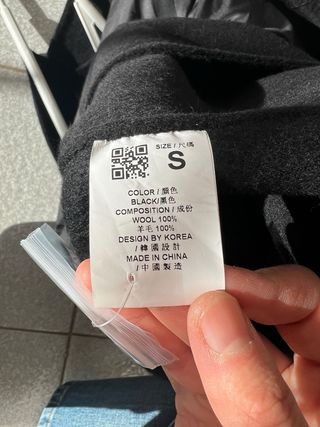 SIZE / 尺碼
S
COLOR / 顏色
BLACK/黑色
COMPOSITION / 成份
WOOL 100%
羊毛 100%
DESIGN BY KOREA
/ 韓國設計
MADE IN CHINA
/ 中國製造